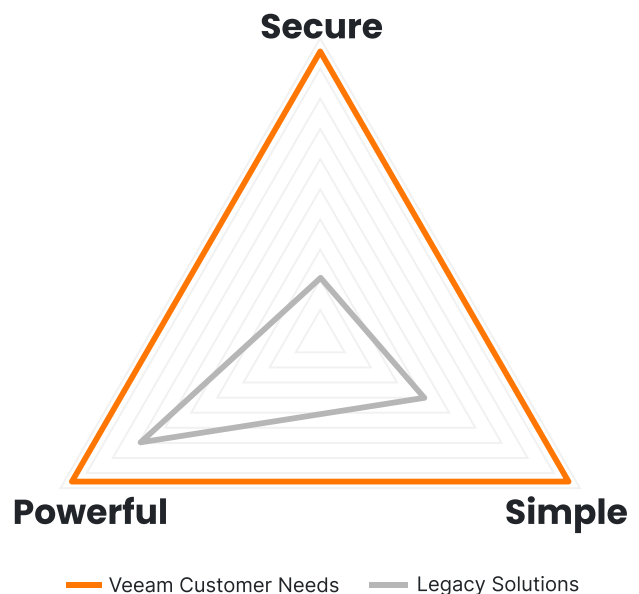 Secure
Powerful
Simple
Veeam Customer Needs
Legacy Solutions